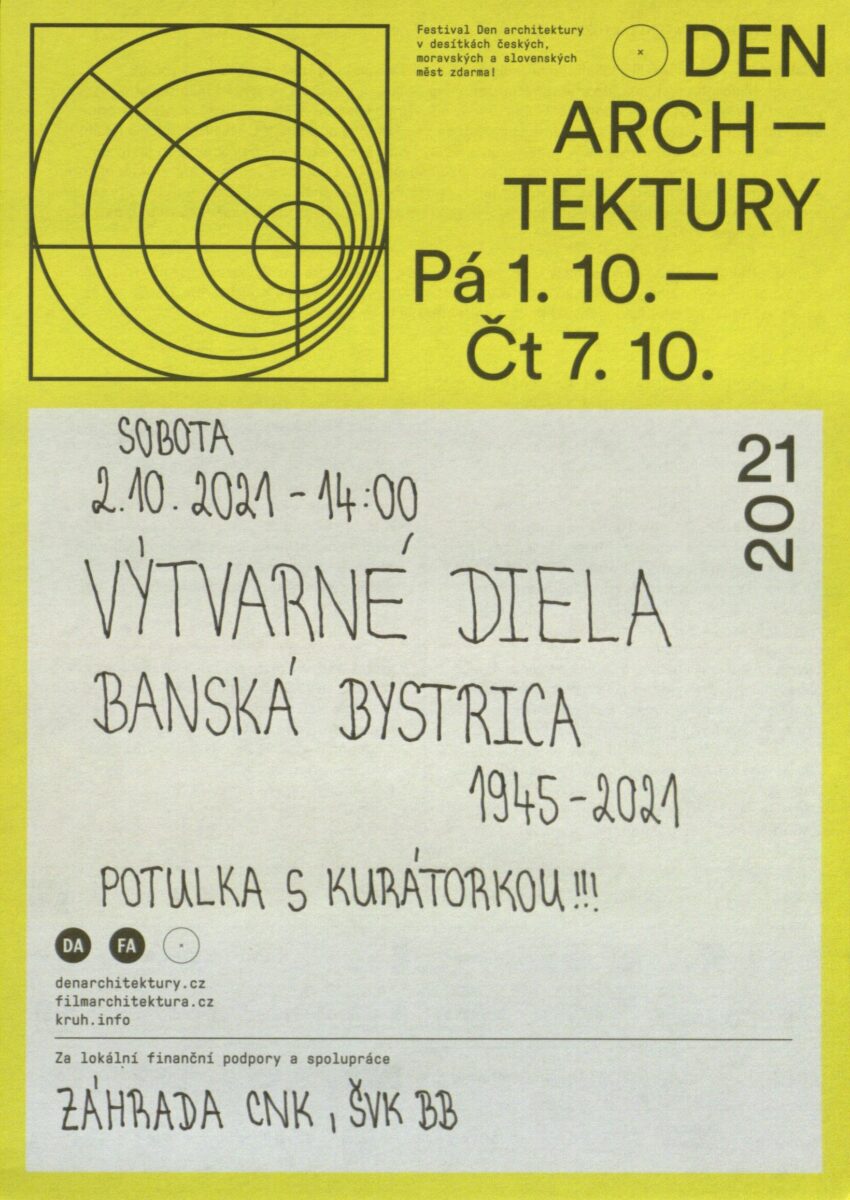 Festival Den architektury
v desítkách českých,
moravských a slovenských
měst zdarma!
DEN
ARCH—
TEKTURY
Pá 1. 10.—
Čt 7. 10.
2021
SOBOTA
2.10.2021 - 14:00
VÝTVARNÉ DIELA
BANSKÁ BYSTRICA
1945-2021
POTULKA S KURÁTORKOU!!!
DA FA
denarchitektury.cz
filmarchitektura.cz
kruh.info
Za lokální finanční podpory a spolupráce
ZÁHRADA CNK, ŠVK BB